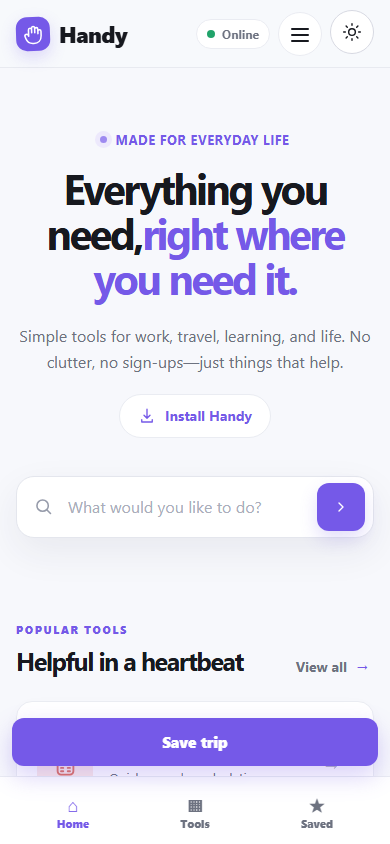 Handy
Online
MADE FOR EVERYDAY LIFE
Everything you
need,right where
you need it.
Simple tools for work, travel, learning, and life. No
clutter, no sign-ups—just things that help.
Install Handy
What would you like to do?
POPULAR TOOLS
Helpful in a heartbeat
View all →
Save trip
Home
Tools
Saved